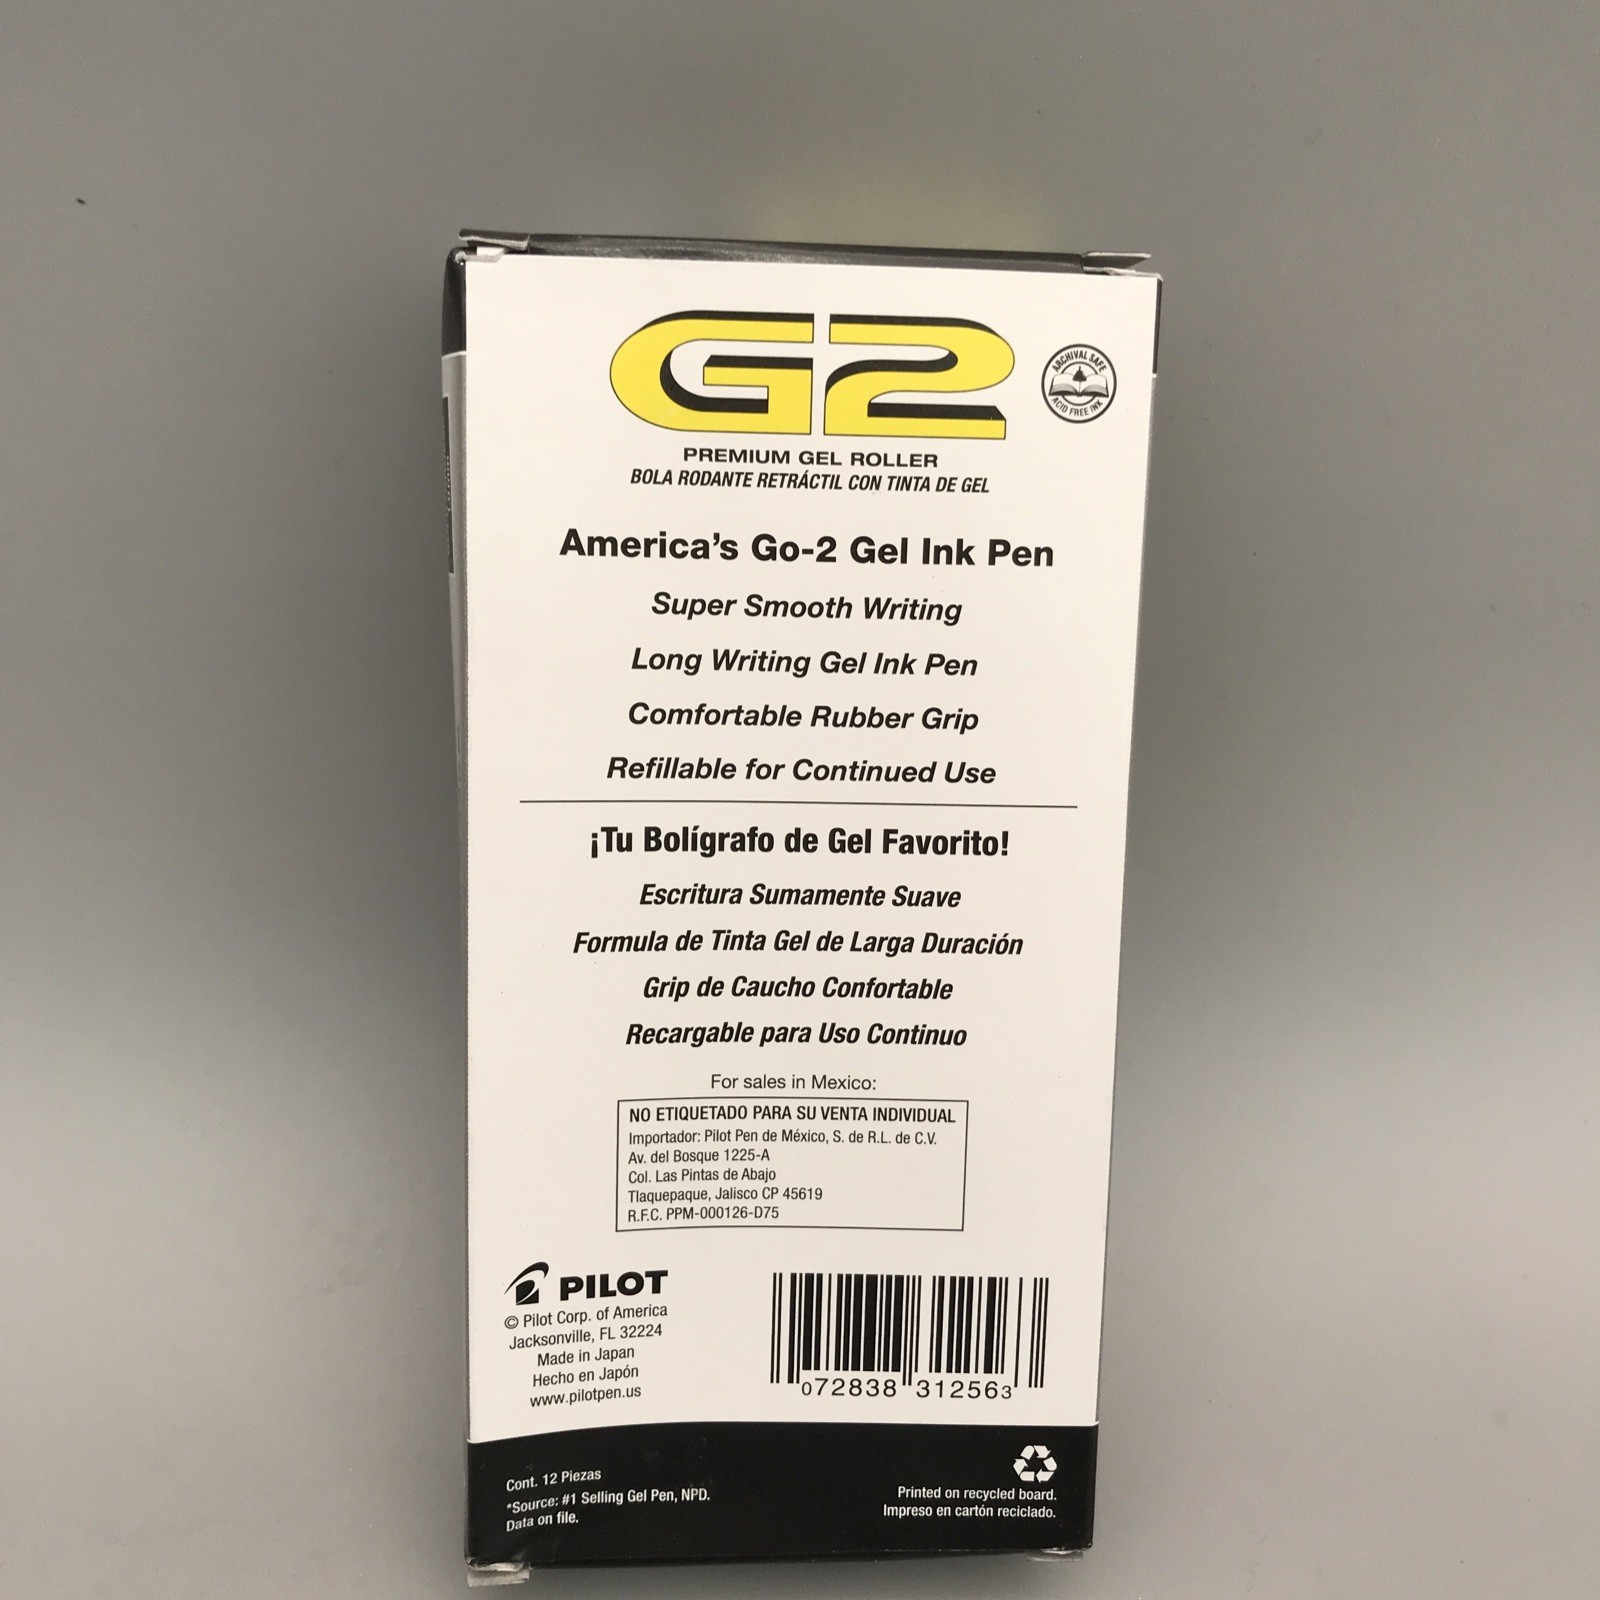 G2
ARCHIVAL SAFE
ACID FREE INK
PREMIUM GEL ROLLER
BOLA RODANTE RETRÁCTIL CON TINTA DE GEL
America's Go-2 Gel Ink Pen
Super Smooth Writing
Long Writing Gel Ink Pen
Comfortable Rubber Grip
Refillable for Continued Use
¡Tu Bolígrafo de Gel Favorito!
Escritura Sumamente Suave
Formula de Tinta Gel de Larga Duración
Grip de Caucho Confortable
Recargable para Uso Continuo
For sales in Mexico:
NO ETIQUETADO PARA SU VENTA INDIVIDUAL
Importador: Pilot Pen de México, S. de R.L. de C.V.
Av. del Bosque 1225-A
Col. Las Pintas de Abajo
Tlaquepaque, Jalisco CP 45619
R.F.C. PPM-000126-D75
PILOT
© Pilot Corp. of America
Jacksonville, FL 32224
Made in Japan
Hecho en Japón
www.pilotpen.us
0 72838 31256 3
Cont. 12 Piezas
*Source: #1 Selling Gel Pen, NPD.
Data on file.
Printed on recycled board.
Impreso en cartón reciclado.